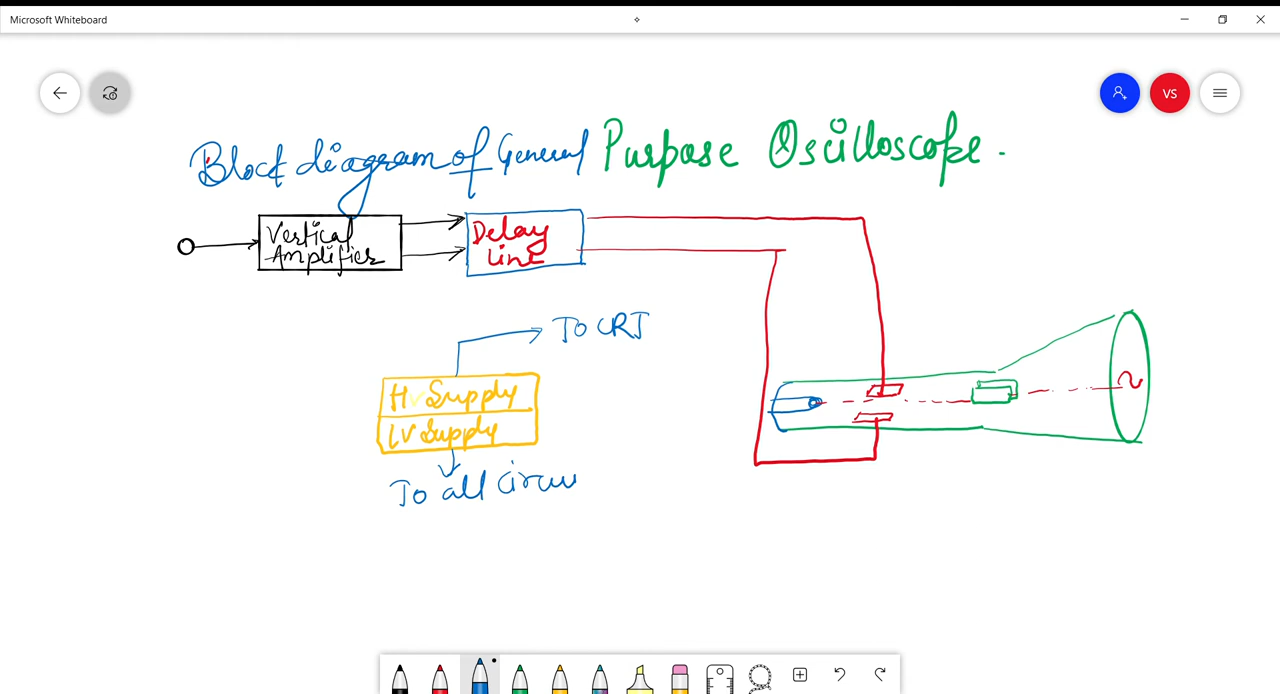 Microsoft Whiteboard
VS
Block diagram of General Purpose Oscilloscope.
Vertical
Amplifier
Delay
Line
To CRT
HV Supply
LV Supply
To all Circu